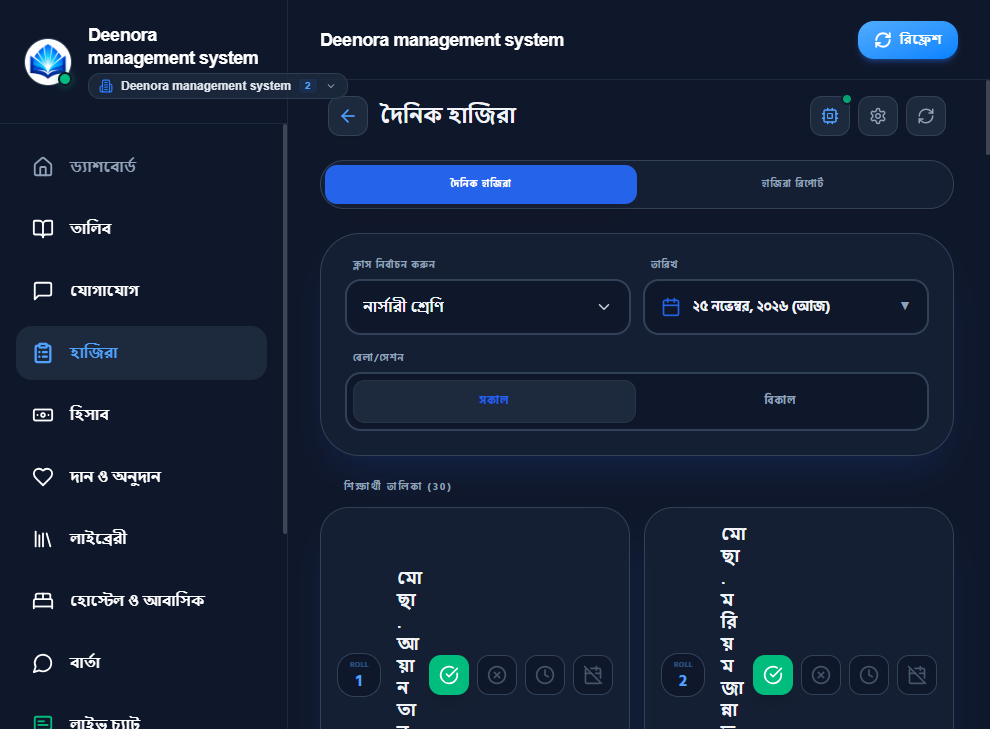 Deenora
management system
Deenora management system 2
Deenora management system
রিফ্রেশ
ড্যাশবোর্ড
তালিব
যোগাযোগ
হাজিরা
হিসাব
দান ও অনুদান
লাইব্রেরী
হোস্টেল ও আবাসিক
বার্তা
লাইভ চ্যাট
দৈনিক হাজিরা
দৈনিক হাজিরা
হাজিরা রিপোর্ট
ক্লাস নির্বাচন করুন
তারিখ
নার্সারী শ্রেণি
২৫ নভেম্বর, ২০২৬ (আজ)
বেলা/সেশন
সকাল
বিকাল
শিক্ষার্থী তালিকা (30)
ROLL
1
মো
ছা
.
আ
য়া
ন
তা
ROLL
2
মো
ছা
.
ম
রি
য়
ম
জা
ন্না